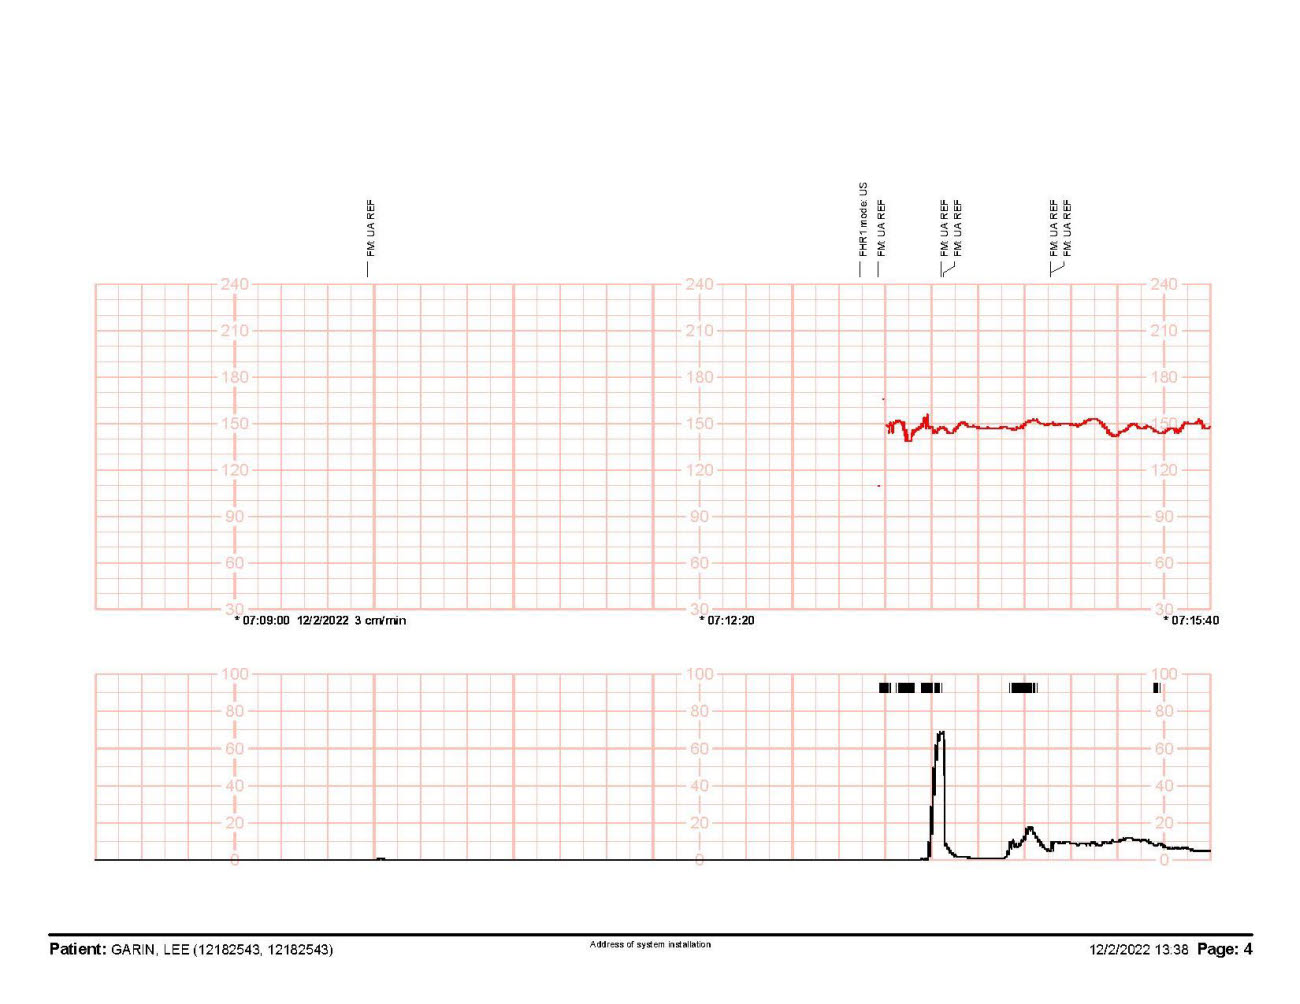 FM: UA REF
FHR1 mode: US
FM: UA REF
FM: UA REF
FM: UA REF
FM: UA REF
FM: UA REF
240 240 240
210 210 210
180 180 180
150 150 150
120 120 120
90 90 90
60 60 60
30 30 30
* 07:09:00 12/2/2022 3 cm/min * 07:12:20 * 07:15:40
100 100 100
80 80 80
60 60 60
40 40 40
20 20 20
0 0 0
Patient: GARIN, LEE (12182543, 12182543) Address of system installation 12/2/2022 13:38 Page: 4